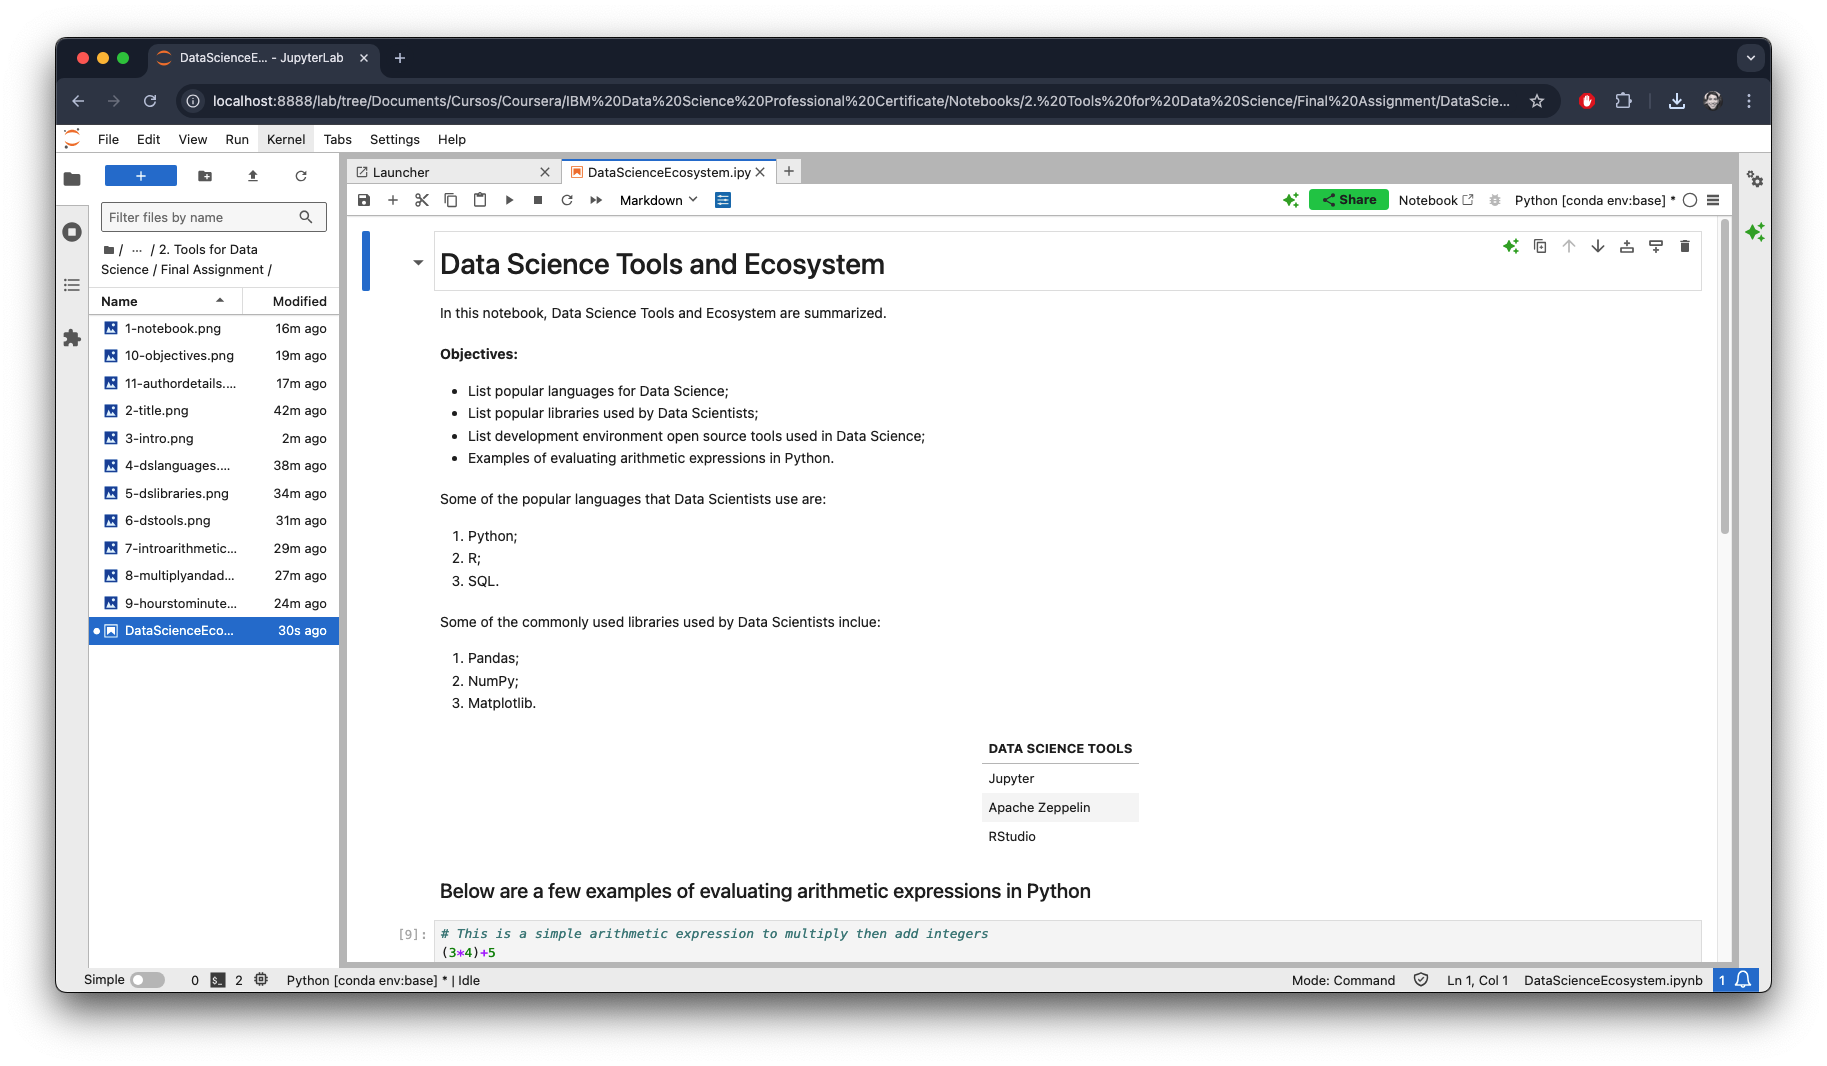 DataScienceE... - JupyterLab
localhost:8888/lab/tree/Documents/Cursos/Coursera/IBM%20Data%20Science%20Professional%20Certificate/Notebooks/2.%20Tools%20for%20Data%20Science/Final%20Assignment/DataScie...
File Edit View Run Kernel Tabs Settings Help
Filter files by name
/ ... / 2. Tools for Data
Science / Final Assignment /
Name Modified
1-notebook.png 16m ago
10-objectives.png 19m ago
11-authordetails.... 17m ago
2-title.png 42m ago
3-intro.png 2m ago
4-dslanguages.... 38m ago
5-dslibraries.png 34m ago
6-dstools.png 31m ago
7-introarithmetic... 29m ago
8-multiplyandad... 27m ago
9-hourstominute... 24m ago
DataScienceEco... 30s ago
Launcher
DataScienceEcosystem.ipy
Markdown
Share
Notebook
Python [conda env:base] *
Data Science Tools and Ecosystem
In this notebook, Data Science Tools and Ecosystem are summarized.
Objectives:
• List popular languages for Data Science;
• List popular libraries used by Data Scientists;
• List development environment open source tools used in Data Science;
• Examples of evaluating arithmetic expressions in Python.
Some of the popular languages that Data Scientists use are:
1. Python;
2. R;
3. SQL.
Some of the commonly used libraries used by Data Scientists inclue:
1. Pandas;
2. NumPy;
3. Matplotlib.
DATA SCIENCE TOOLS
Jupyter
Apache Zeppelin
RStudio
Below are a few examples of evaluating arithmetic expressions in Python
[9]:
# This is a simple arithmetic expression to multiply then add integers
(3*4)+5
Simple 0 $_ 2 Python [conda env:base] * | Idle
Mode: Command Ln 1, Col 1 DataScienceEcosystem.ipynb 1